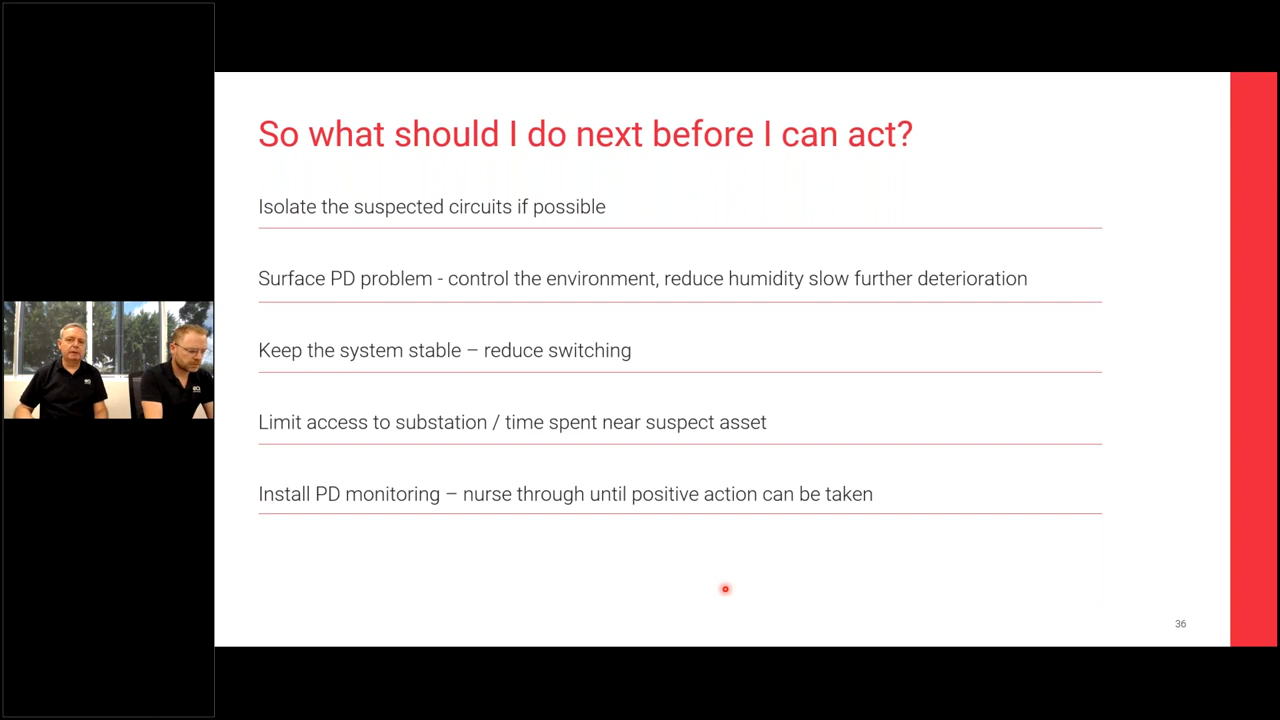 So what should I do next before I can act?
Isolate the suspected circuits if possible
Surface PD problem - control the environment, reduce humidity slow further deterioration
Keep the system stable – reduce switching
Limit access to substation / time spent near suspect asset
Install PD monitoring – nurse through until positive action can be taken
36